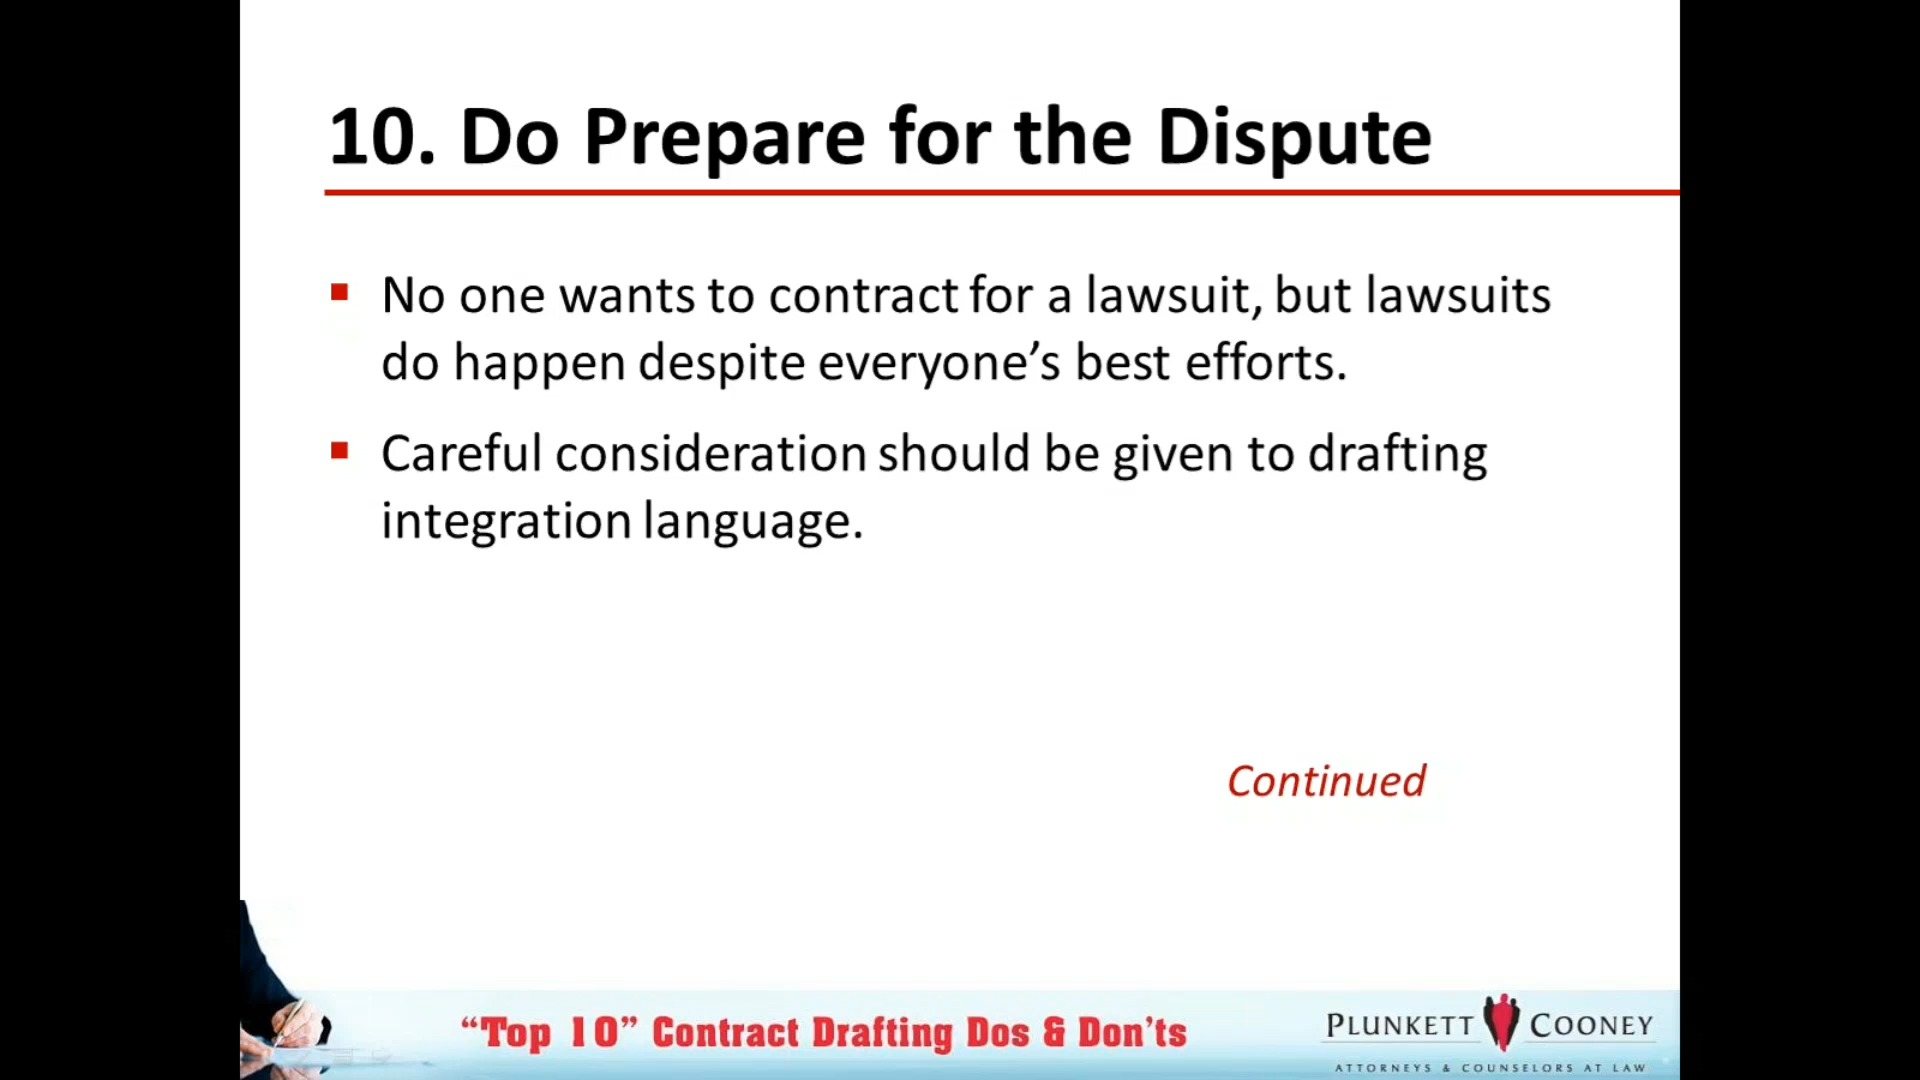 10. Do Prepare for the Dispute
▪ No one wants to contract for a lawsuit, but lawsuits
do happen despite everyone’s best efforts.
▪ Careful consideration should be given to drafting
integration language.
Continued
“Top 10” Contract Drafting Dos & Don’ts
PLUNKETT COONEY
ATTORNEYS & COUNSELORS AT LAW